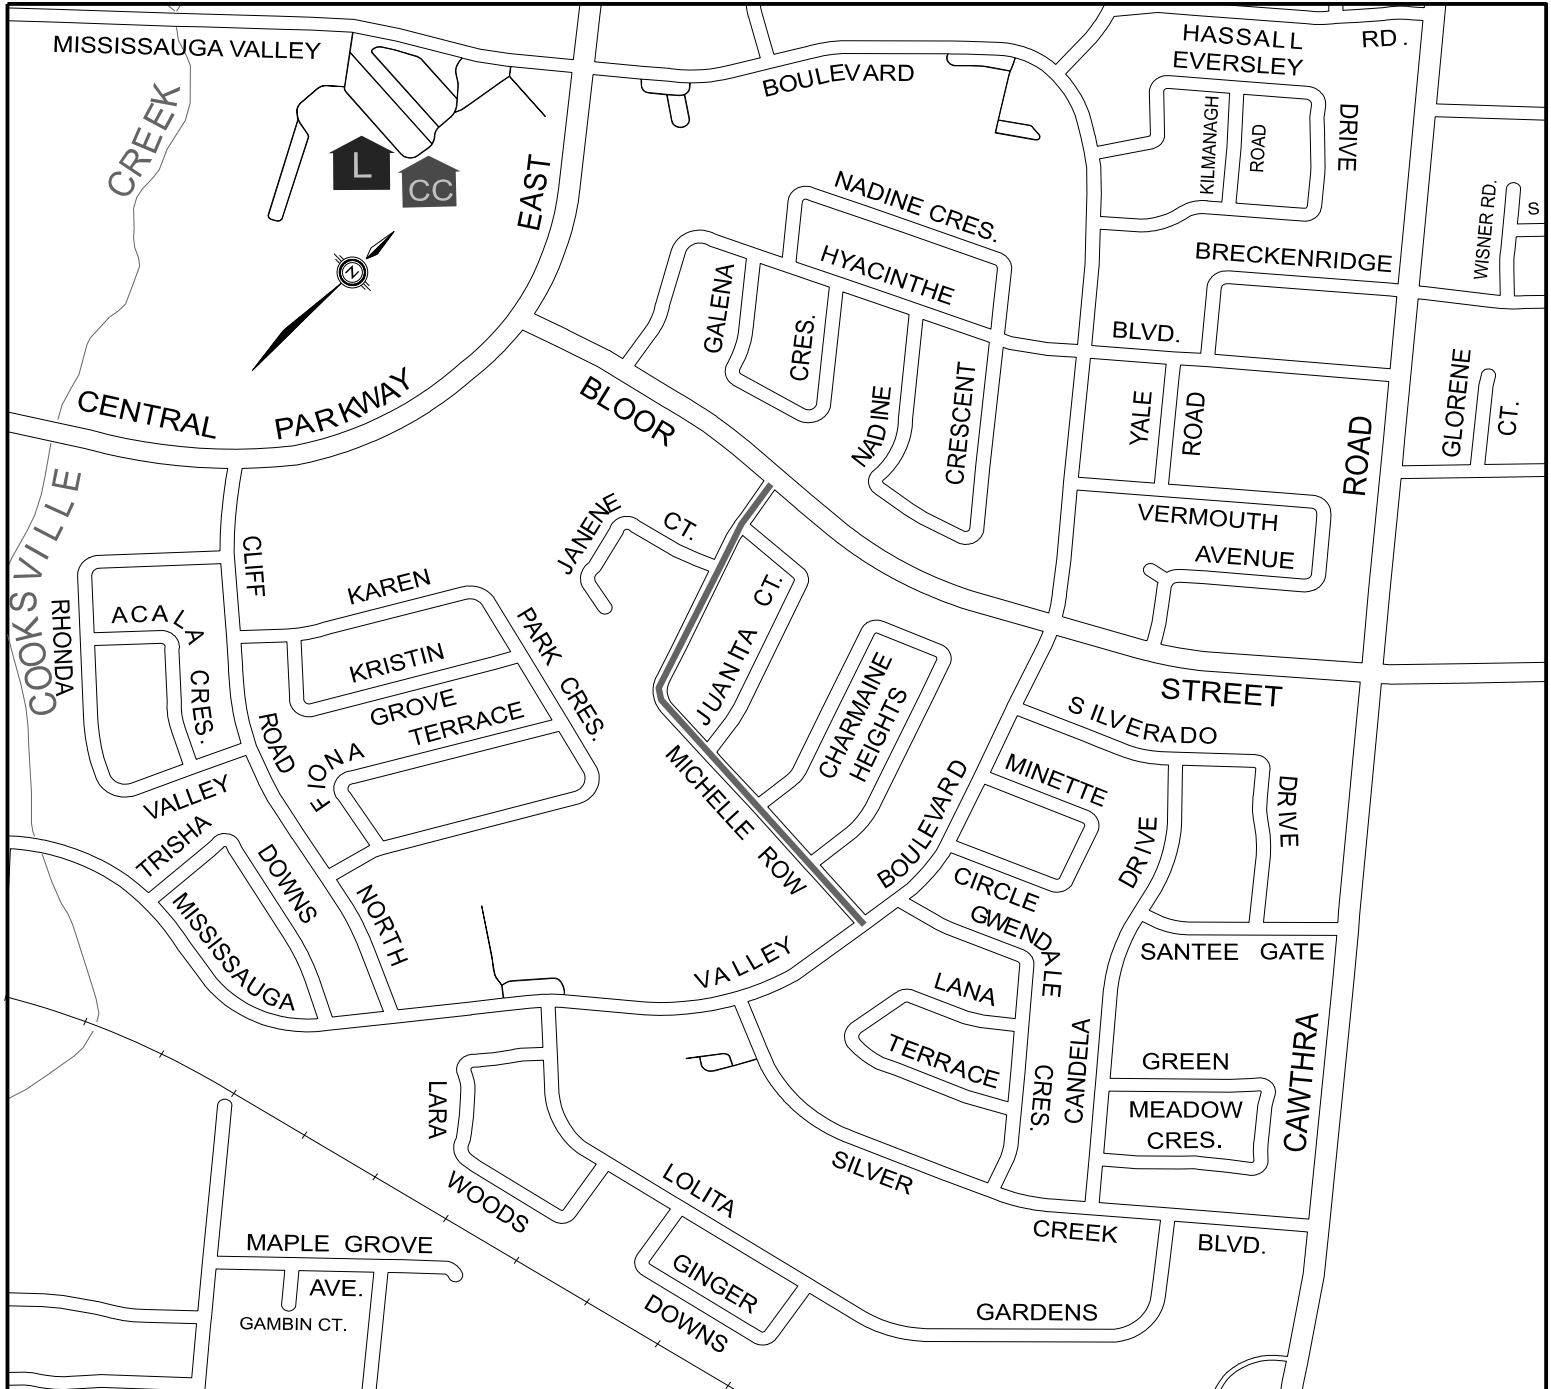 MISSISSAUGA VALLEY
BOULEVARD
HASSALL
RD.
EVERSLEY
DRIVE
KILMANAGH
ROAD
CREEK
L
CC
EAST
N
NADINE CRES.
HYACINTHE
GALENA
CRES.
NADINE
CRESCENT
BRECKENRIDGE
BLVD.
WISNER RD.
S
GLORENE
CT.
YALE
ROAD
ROAD
CENTRAL
PARKWAY
BLOOR
VERMOUTH
AVENUE
COOKSVILLE
RHONDA
ACALA
CRES.
CLIFF
ROAD
KAREN
PARK CRES.
KRISTIN
GROVE
FIONA
TERRACE
JANENE
CT.
JUANITA
CT.
CHARMAINE
HEIGHTS
MICHELLE
ROW
STREET
SILVERADO
DRIVE
MINETTE
CIRCLE
BOULEVARD
DRIVE
VALLEY
TRISHA
DOWNS
MISSISSAUGA
NORTH
VALLEY
GWENDALE
CRES.
LANA
TERRACE
SANTEE GATE
CANDELA
GREEN
MEADOW
CRES.
CAWTHRA
LARA
WOODS
LOLITA
SILVER
CREEK
BLVD.
GINGER
DOWNS
GARDENS
MAPLE GROVE
AVE.
GAMBIN CT.